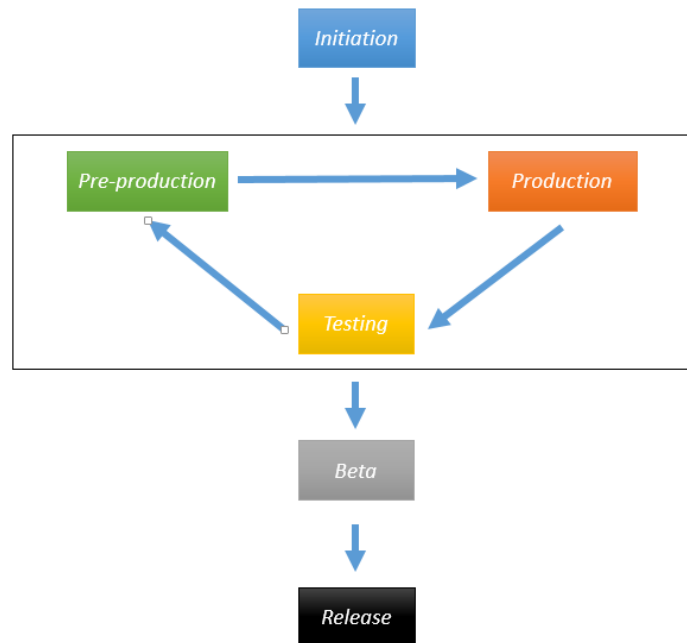 Initiation
Pre-production
Production
Testing
Beta
Release